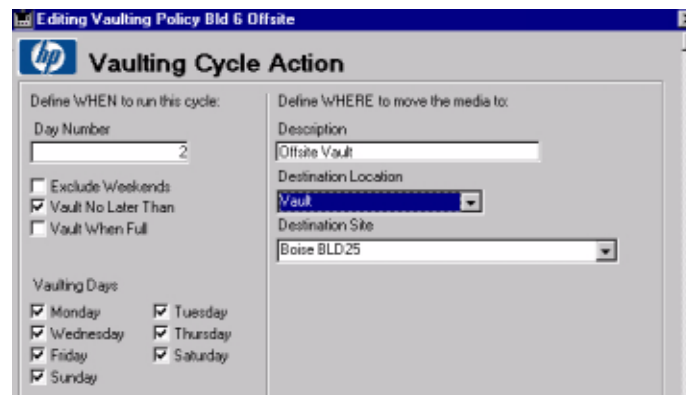 Editing Vaulting Policy Bld 6 Offsite
hp Vaulting Cycle Action
Define WHEN to run this cycle:
Day Number
2
Exclude Weekends
Vault No Later Than
Vault When Full
Vaulting Days
Monday Tuesday
Wednesday Thursday
Friday Saturday
Sunday
Define WHERE to move the media to:
Description
Offsite Vault
Destination Location
Vault
Destination Site
Boise BLD25